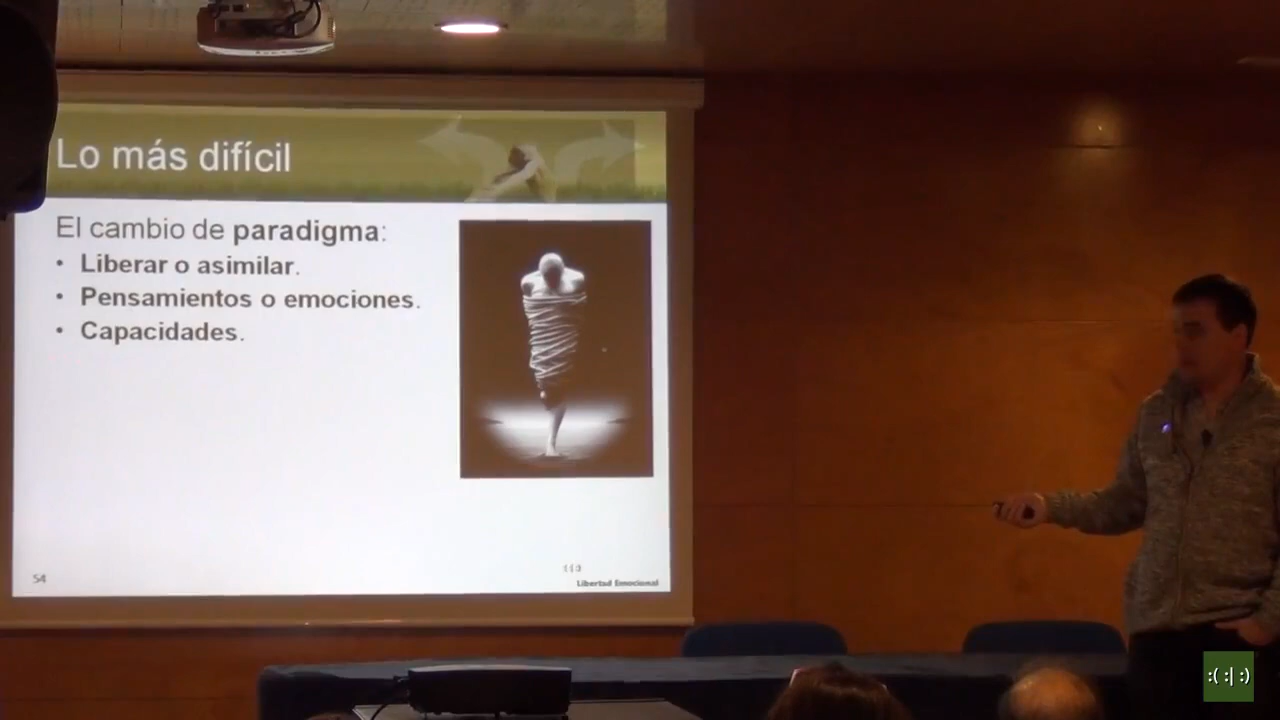 Lo más difícil
El cambio de paradigma:
• Liberar o asimilar.
• Pensamientos o emociones.
• Capacidades.
54
Libertad Emocional
:( :| :)